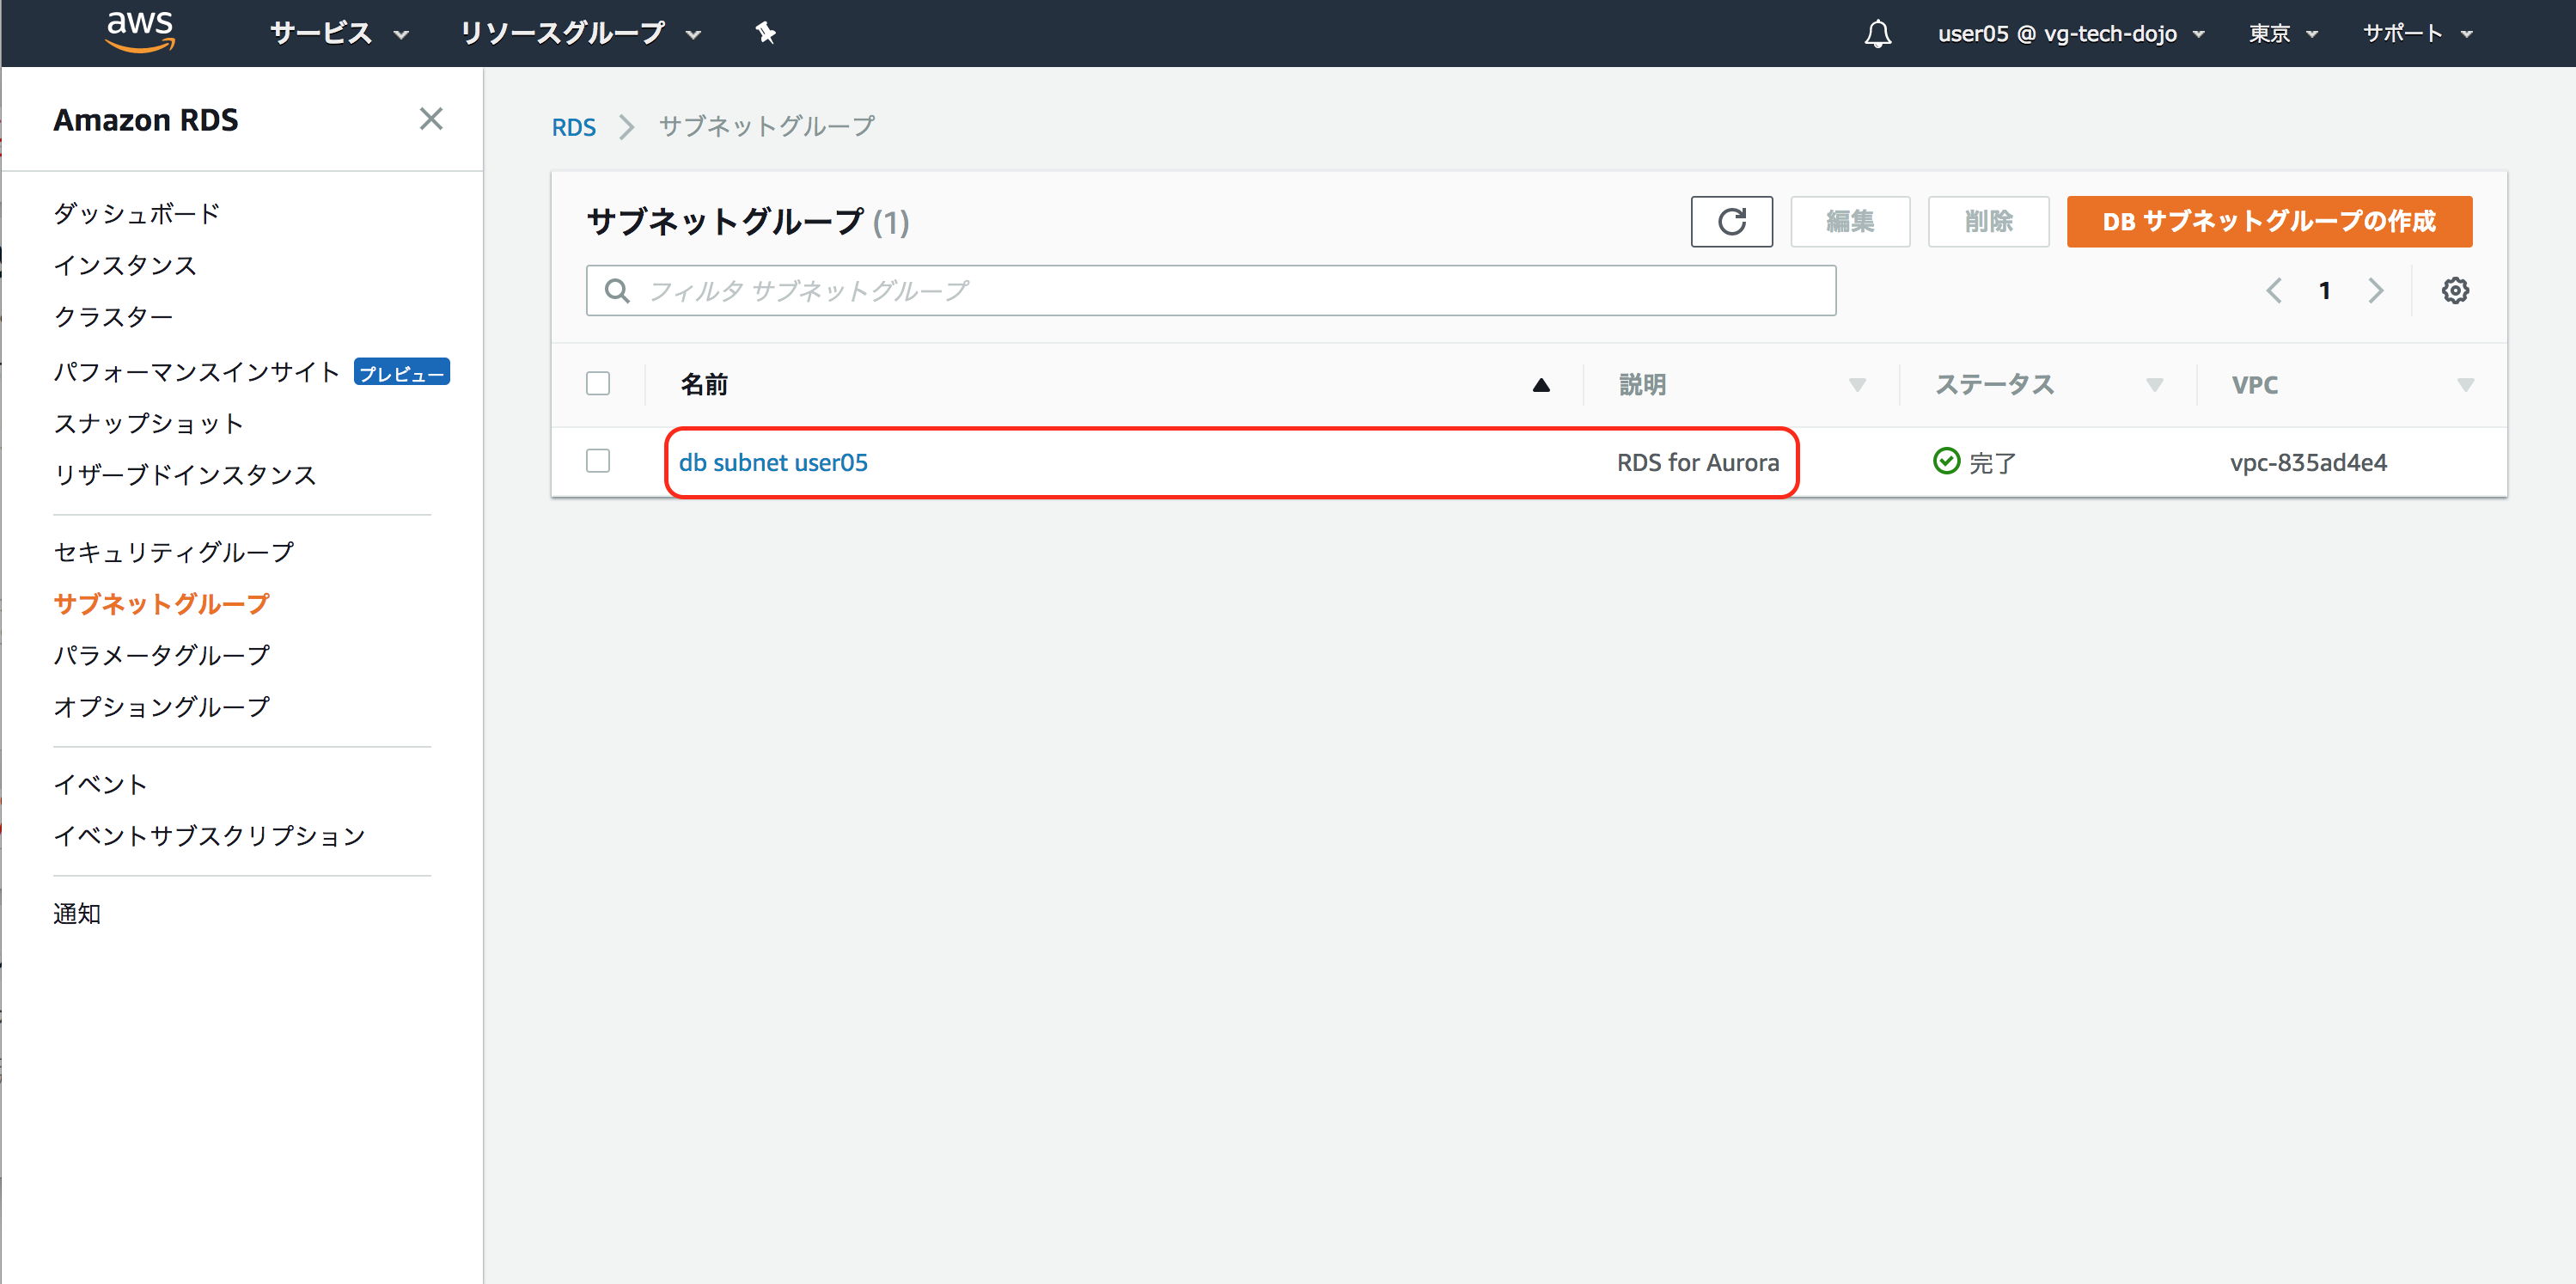 aws サービス リソースグループ user05 @ vg-tech-dojo 東京 サポート
Amazon RDS
ダッシュボード
インスタンス
クラスター
パフォーマンスインサイト プレビュー
スナップショット
リザーブドインスタンス
セキュリティグループ
サブネットグループ
パラメータグループ
オプショングループ
イベント
イベントサブスクリプション
通知
RDS サブネットグループ
サブネットグループ (1) 編集 削除 DB サブネットグループの作成
フィルタ サブネットグループ 1
名前 説明 ステータス VPC
db subnet user05 RDS for Aurora 完了 vpc-835ad4e4